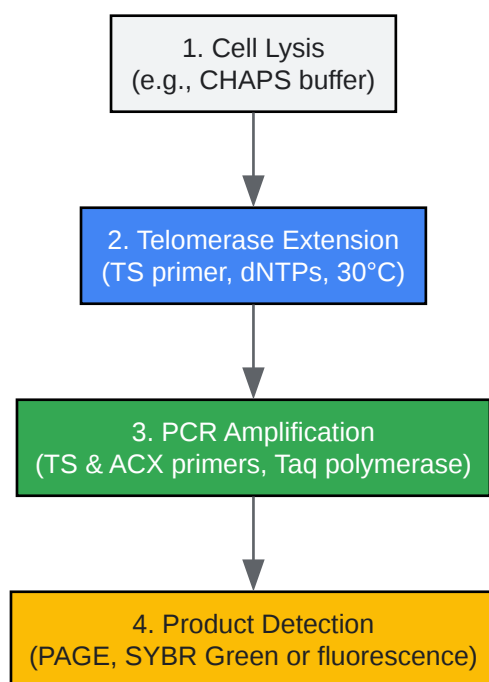 1. Cell Lysis
(e.g., CHAPS buffer)
2. Telomerase Extension
(TS primer, dNTPs, 30°C)
3. PCR Amplification
(TS & ACX primers, Taq polymerase)
4. Product Detection
(PAGE, SYBR Green or fluorescence)